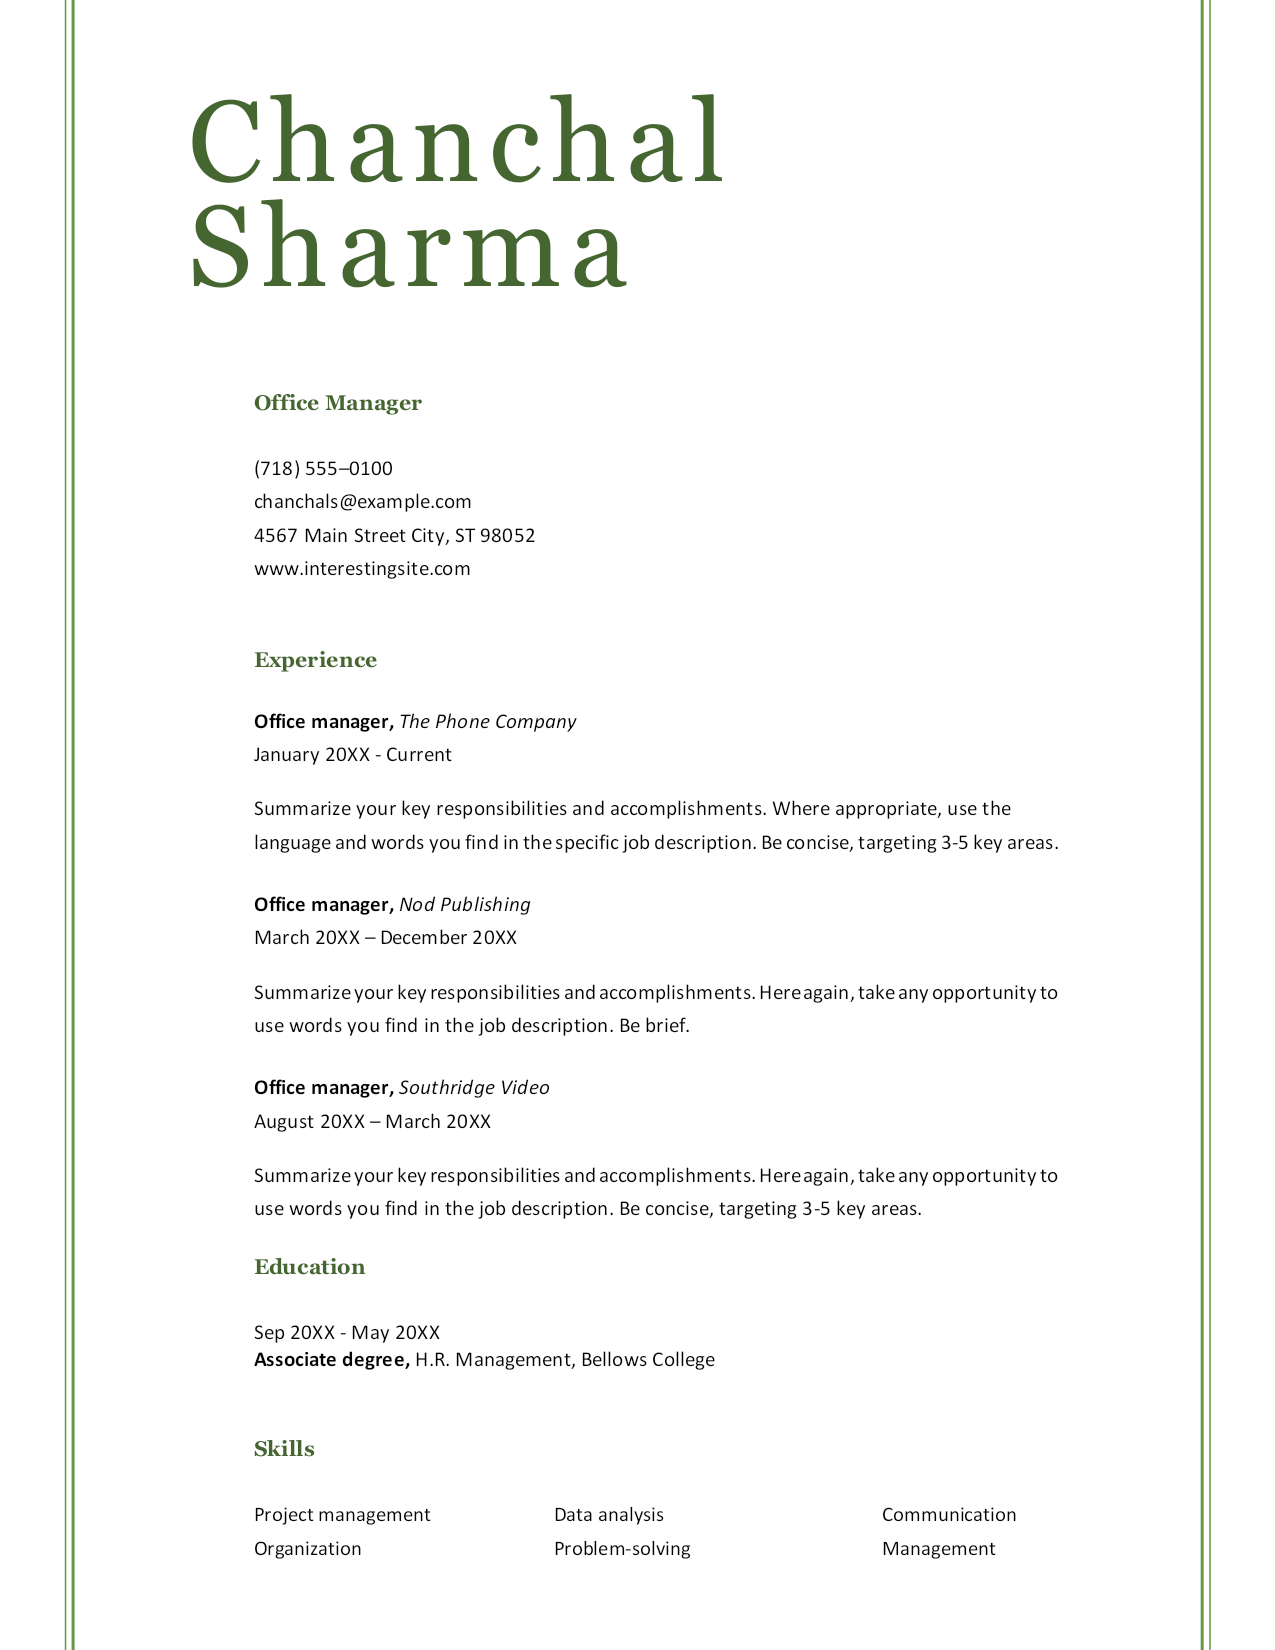 Chanchal
Sharma
Office Manager
(718) 555–0100
chanchals@example.com
4567 Main Street City, ST 98052
www.interestingsite.com
Experience
Office manager, The Phone Company
January 20XX - Current
Summarize your key responsibilities and accomplishments. Where appropriate, use the
language and words you find in the specific job description. Be concise, targeting 3-5 key areas.
Office manager, Nod Publishing
March 20XX – December 20XX
Summarize your key responsibilities and accomplishments. Here again, take any opportunity to
use words you find in the job description. Be brief.
Office manager, Southridge Video
August 20XX – March 20XX
Summarize your key responsibilities and accomplishments. Here again, take any opportunity to
use words you find in the job description. Be concise, targeting 3-5 key areas.
Education
Sep 20XX - May 20XX
Associate degree, H.R. Management, Bellows College
Skills
Project management Data analysis Communication
Organization Problem-solving Management